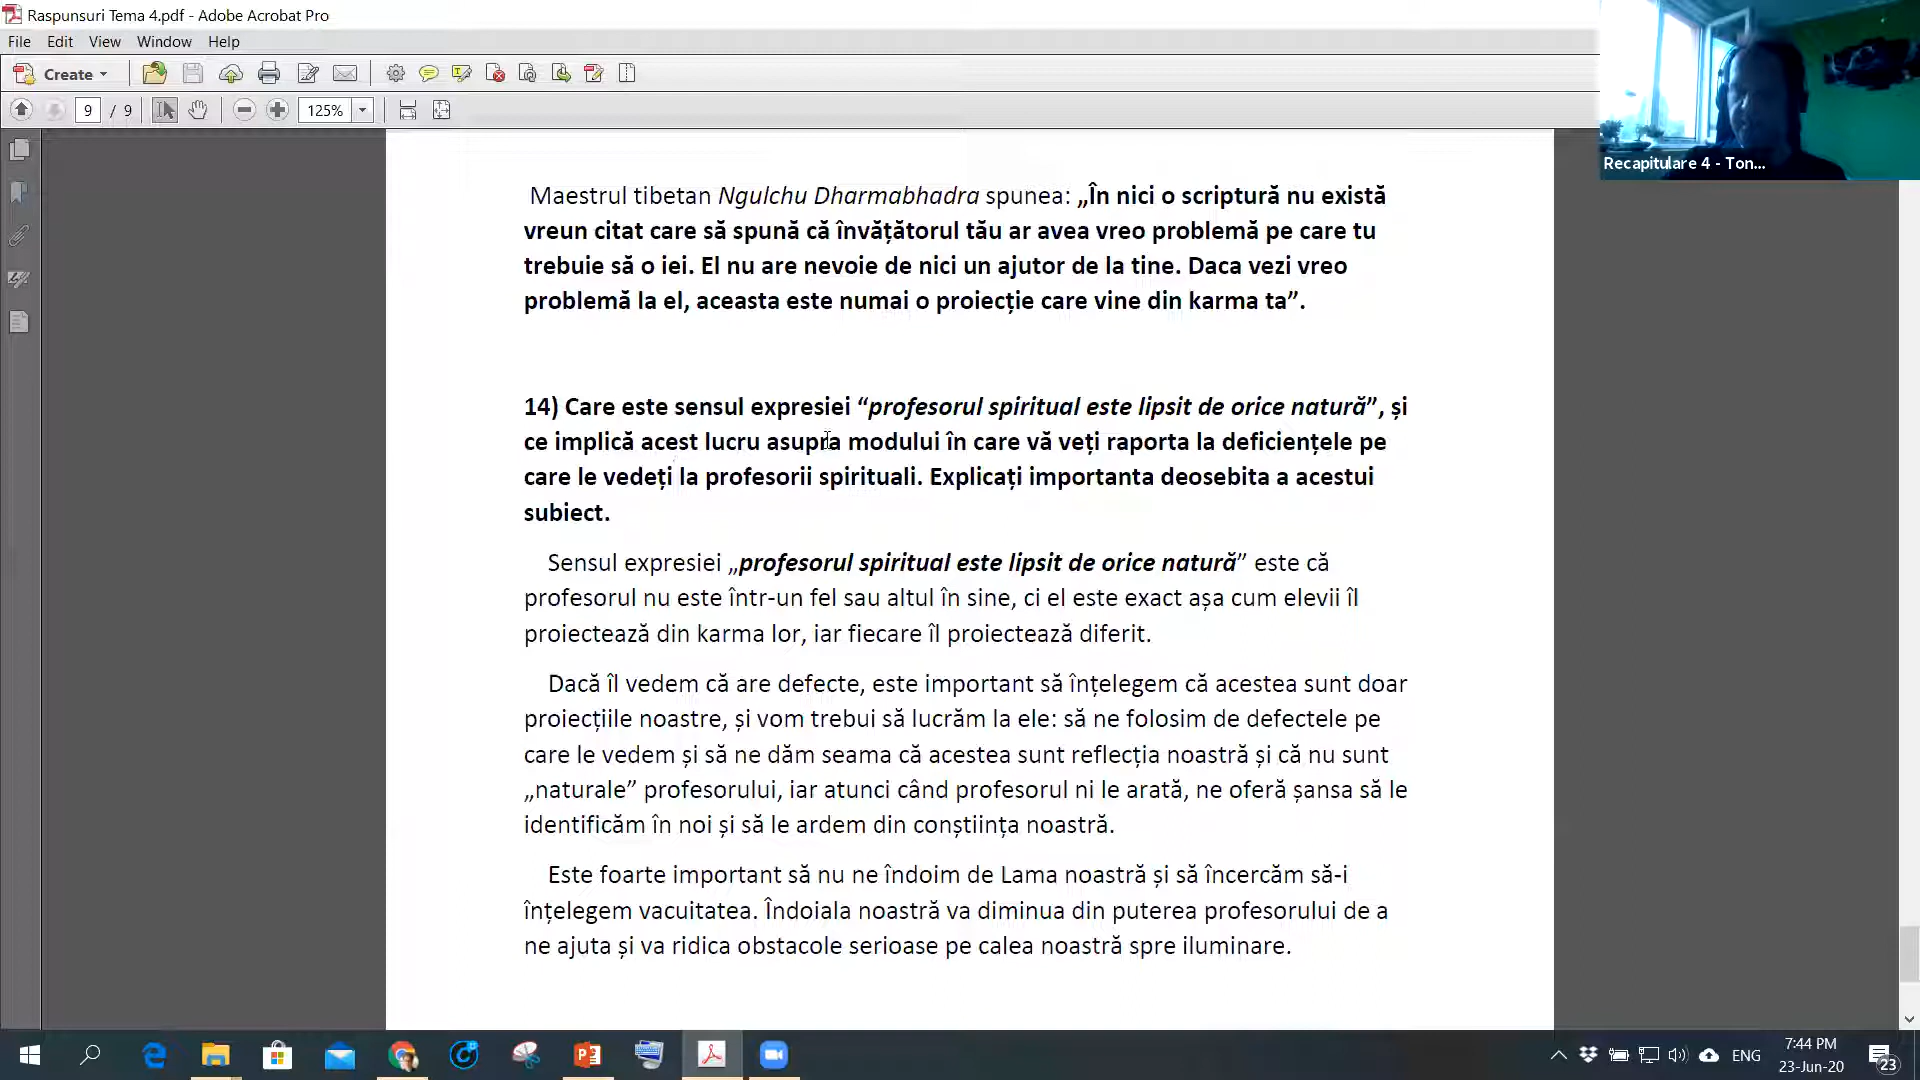 Raspunsuri Tema 4.pdf - Adobe Acrobat Pro
File Edit View Window Help
Create
9 / 9 125%
Recapitulare 4 - Ton...
Maestrul tibetan Ngulchu Dharmabhadra spunea: „În nici o scriptură nu există
vreun citat care să spună că învățătorul tău ar avea vreo problemă pe care tu
trebuie să o iei. El nu are nevoie de nici un ajutor de la tine. Daca vezi vreo
problemă la el, aceasta este numai o proiecție care vine din karma ta”.
14) Care este sensul expresiei “profesorul spiritual este lipsit de orice natură”, și
ce implică acest lucru asupra modului în care vă veți raporta la deficiențele pe
care le vedeți la profesorii spirituali. Explicați importanta deosebita a acestui
subiect.
Sensul expresiei „profesorul spiritual este lipsit de orice natură” este că
profesorul nu este într-un fel sau altul în sine, ci el este exact așa cum elevii îl
proiectează din karma lor, iar fiecare îl proiectează diferit.
Dacă îl vedem că are defecte, este important să înțelegem că acestea sunt doar
proiecțiile noastre, și vom trebui să lucrăm la ele: să ne folosim de defectele pe
care le vedem și să ne dăm seama că acestea sunt reflecția noastră și că nu sunt
„naturale” profesorului, iar atunci când profesorul ni le arată, ne oferă șansa să le
identificăm în noi și să le ardem din conștiința noastră.
Este foarte important să nu ne îndoim de Lama noastră și să încercăm să-i
înțelegem vacuitatea. Îndoiala noastră va diminua din puterea profesorului de a
ne ajuta și va ridica obstacole serioase pe calea noastră spre iluminare.
ENG
7:44 PM
23-Jun-20
23